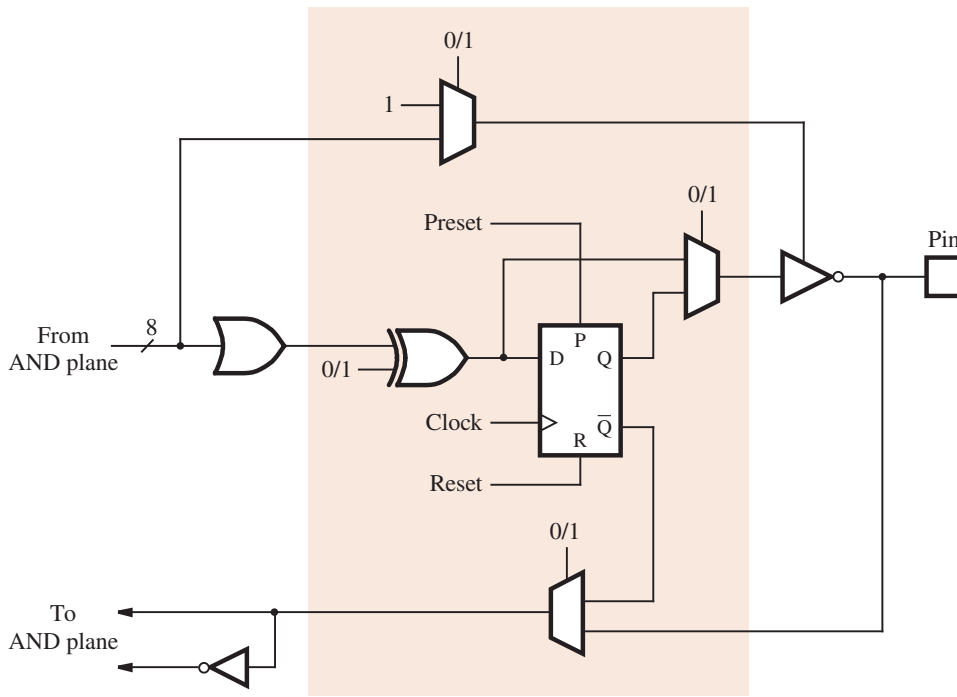 0/1
1
0/1
Preset
Pin
From
AND plane
8
0/1
D
P
Q
Clock
R
Q̅
Reset
0/1
To
AND plane